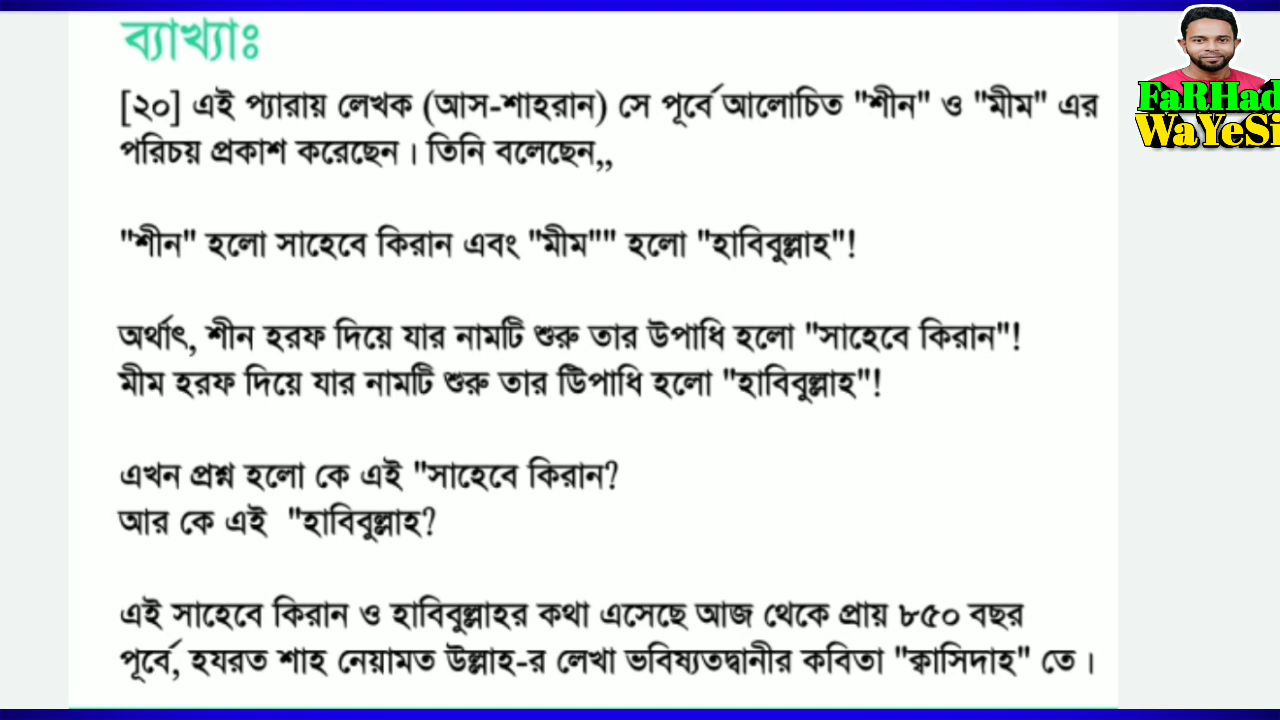 ব্যাখ্যাঃ
[২০] এই প্যারায় লেখক (আস-শাহরান) সে পূর্বে আলোচিত "শীন" ও "মীম" এর
পরিচয় প্রকাশ করেছেন। তিনি বলেছেন,,
"শীন" হলো সাহেবে কিরান এবং "মীম"" হলো "হাবিবুল্লাহ"!
অর্থাৎ, শীন হরফ দিয়ে যার নামটি শুরু তার উপাধি হলো "সাহেবে কিরান"!
মীম হরফ দিয়ে যার নামটি শুরু তার উিপাধি হলো "হাবিবুল্লাহ"!
এখন প্রশ্ন হলো কে এই "সাহেবে কিরান?
আর কে এই "হাবিবুল্লাহ?
এই সাহেবে কিরান ও হাবিবুল্লাহর কথা এসেছে আজ থেকে প্রায় ৮৫০ বছর
পূর্বে, হযরত শাহ নেয়ামত উল্লাহ-র লেখা ভবিষ্যতদ্বানীর কবিতা "ক্বাসিদাহ" তে।
FaRHad
WaYeSi